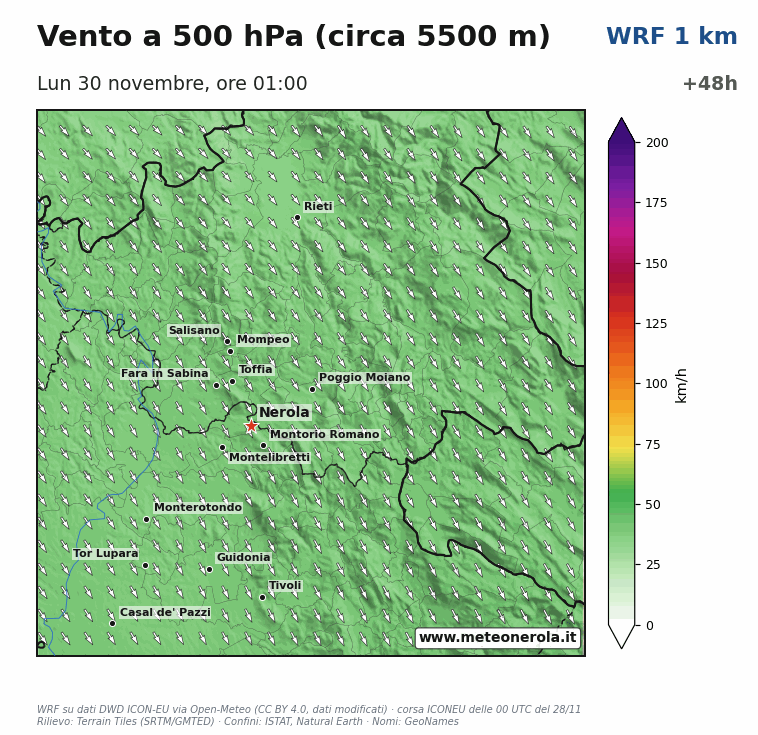 Vento a 500 hPa (circa 5500 m)
WRF 1 km
Lun 30 novembre, ore 01:00
+48h
Rieti
Salisano
Mompeo
Fara in Sabina
Toffia
Poggio Moiano
Nerola
Montorio Romano
Montelibretti
Monterotondo
Tor Lupara
Guidonia
Tivoli
Casal de' Pazzi
www.meteonerola.it
200
175
150
125
100
75
50
25
0
km/h
WRF su dati DWD ICON-EU via Open-Meteo (CC BY 4.0, dati modificati) · corsa ICONEU delle 00 UTC del 28/11
Rilievo: Terrain Tiles (SRTM/GMTED) · Confini: ISTAT, Natural Earth · Nomi: GeoNames